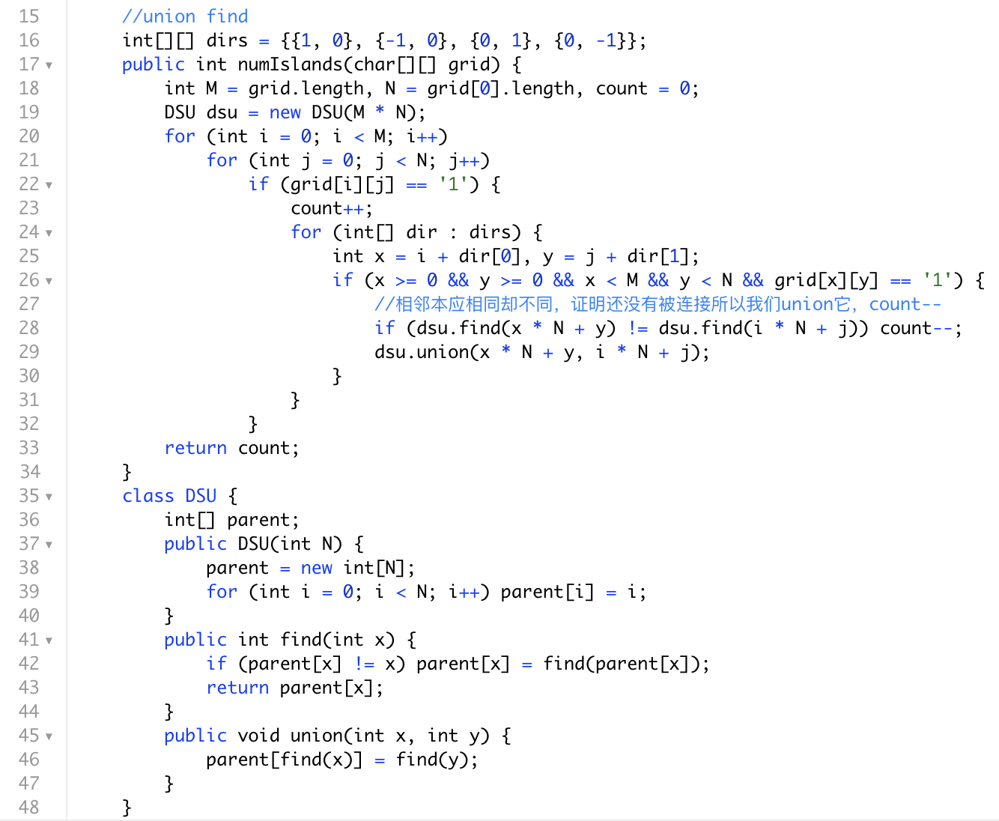 15 //union find
16 int[][] dirs = {{1, 0}, {-1, 0}, {0, 1}, {0, -1}};
17 public int numIslands(char[][] grid) {
18 int M = grid.length, N = grid[0].length, count = 0;
19 DSU dsu = new DSU(M * N);
20 for (int i = 0; i < M; i++)
21 for (int j = 0; j < N; j++)
22 if (grid[i][j] == '1') {
23 count++;
24 for (int[] dir : dirs) {
25 int x = i + dir[0], y = j + dir[1];
26 if (x >= 0 && y >= 0 && x < M && y < N && grid[x][y] == '1') {
27 //相邻本应相同却不同，证明还没有被连接所以我们union它，count--
28 if (dsu.find(x * N + y) != dsu.find(i * N + j)) count--;
29 dsu.union(x * N + y, i * N + j);
30 }
31 }
32 }
33 return count;
34 }
35 class DSU {
36 int[] parent;
37 public DSU(int N) {
38 parent = new int[N];
39 for (int i = 0; i < N; i++) parent[i] = i;
40 }
41 public int find(int x) {
42 if (parent[x] != x) parent[x] = find(parent[x]);
43 return parent[x];
44 }
45 public void union(int x, int y) {
46 parent[find(x)] = find(y);
47 }
48 }